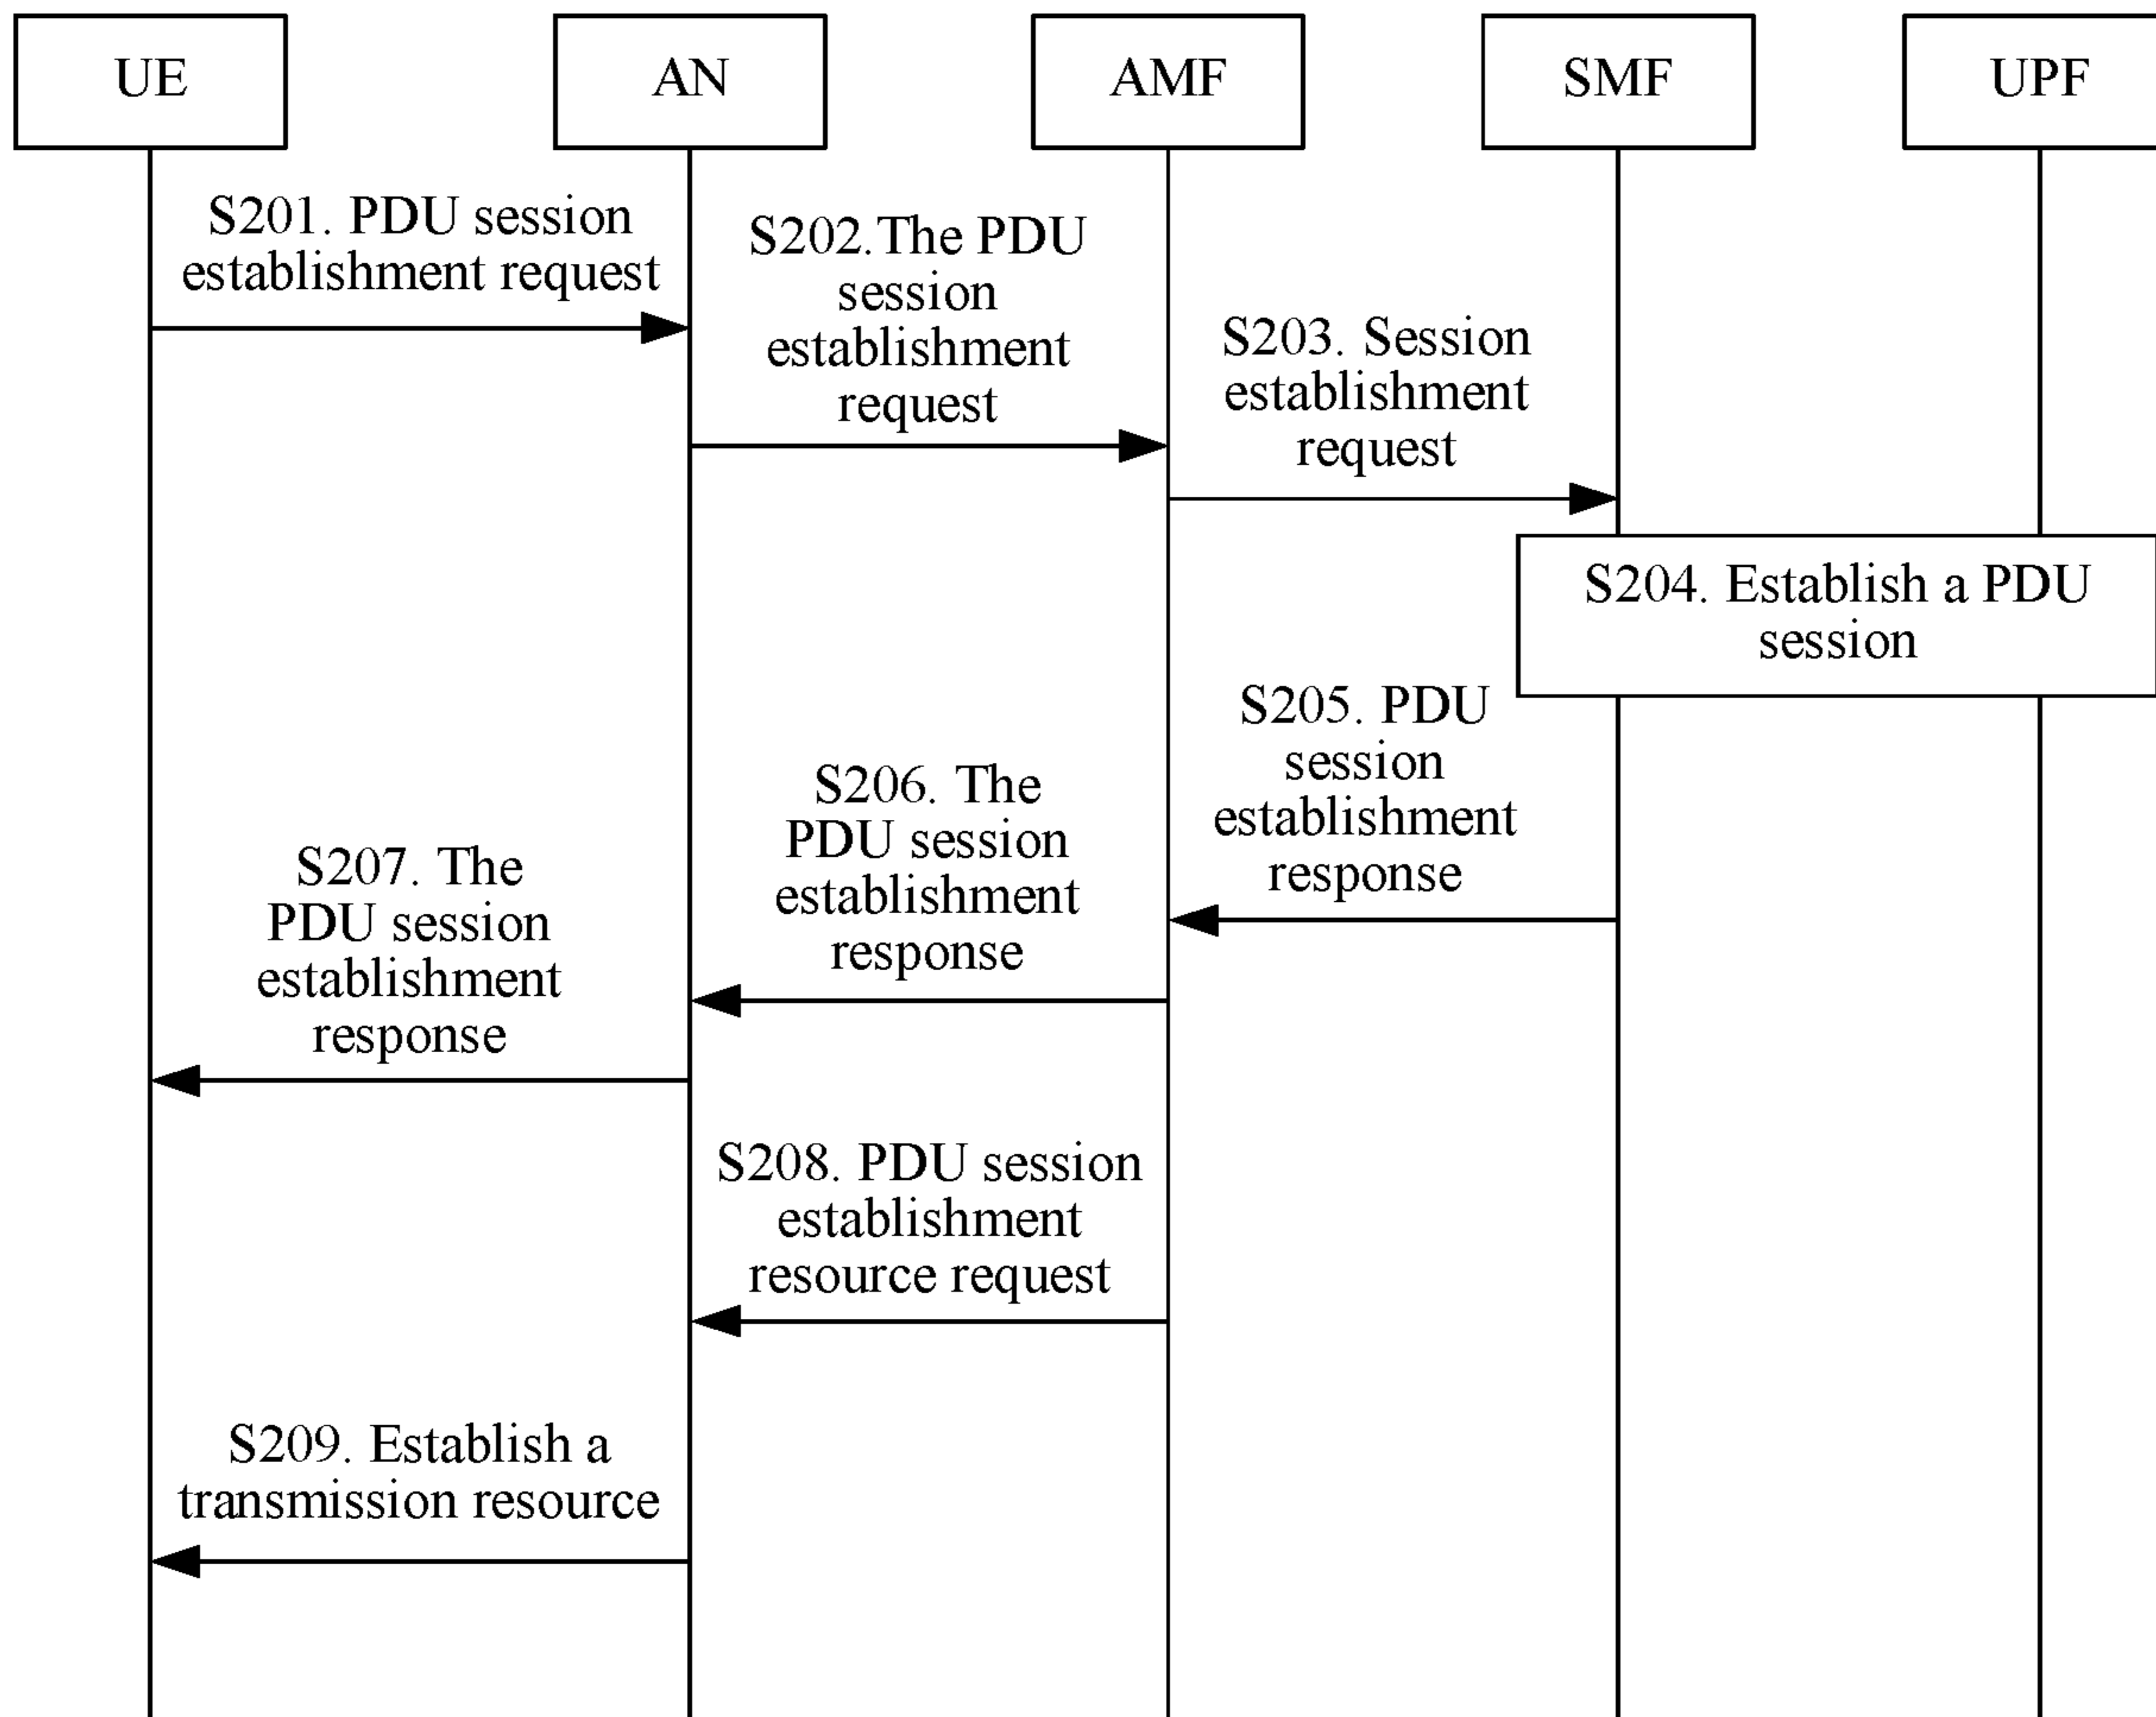 UE
AN
AMF
SMF
UPF
S201. PDU session
establishment request
S202.The PDU
session
establishment
request
S203. Session
establishment
request
S204. Establish a PDU
session
S205. PDU
session
establishment
response
S206. The
PDU session
establishment
response
S207. The
PDU session
establishment
response
S208. PDU session
establishment
resource request
S209. Establish a
transmission resource